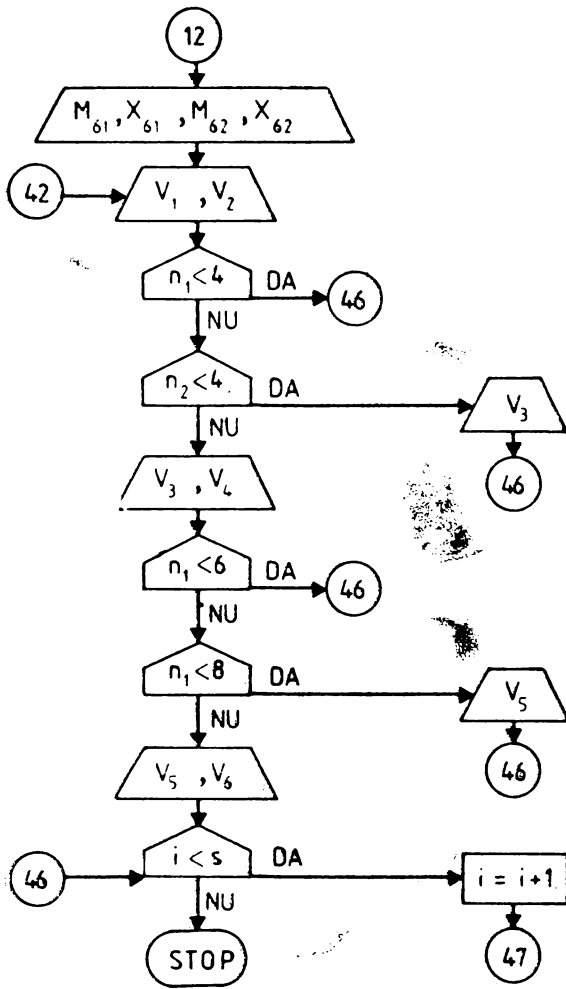 12
M₆₁, X₆₁ , M₆₂, X₆₂
42
V₁ , V₂
n₁ < 4 DA
46
NU
n₂ < 4 DA
V₃
NU
46
V₃ , V₄
n₁ < 6 DA
46
NU
n₁ < 8 DA
V₅
NU
46
V₅ , V₆
i < s DA
i = i+1
46
NU
47
STOP